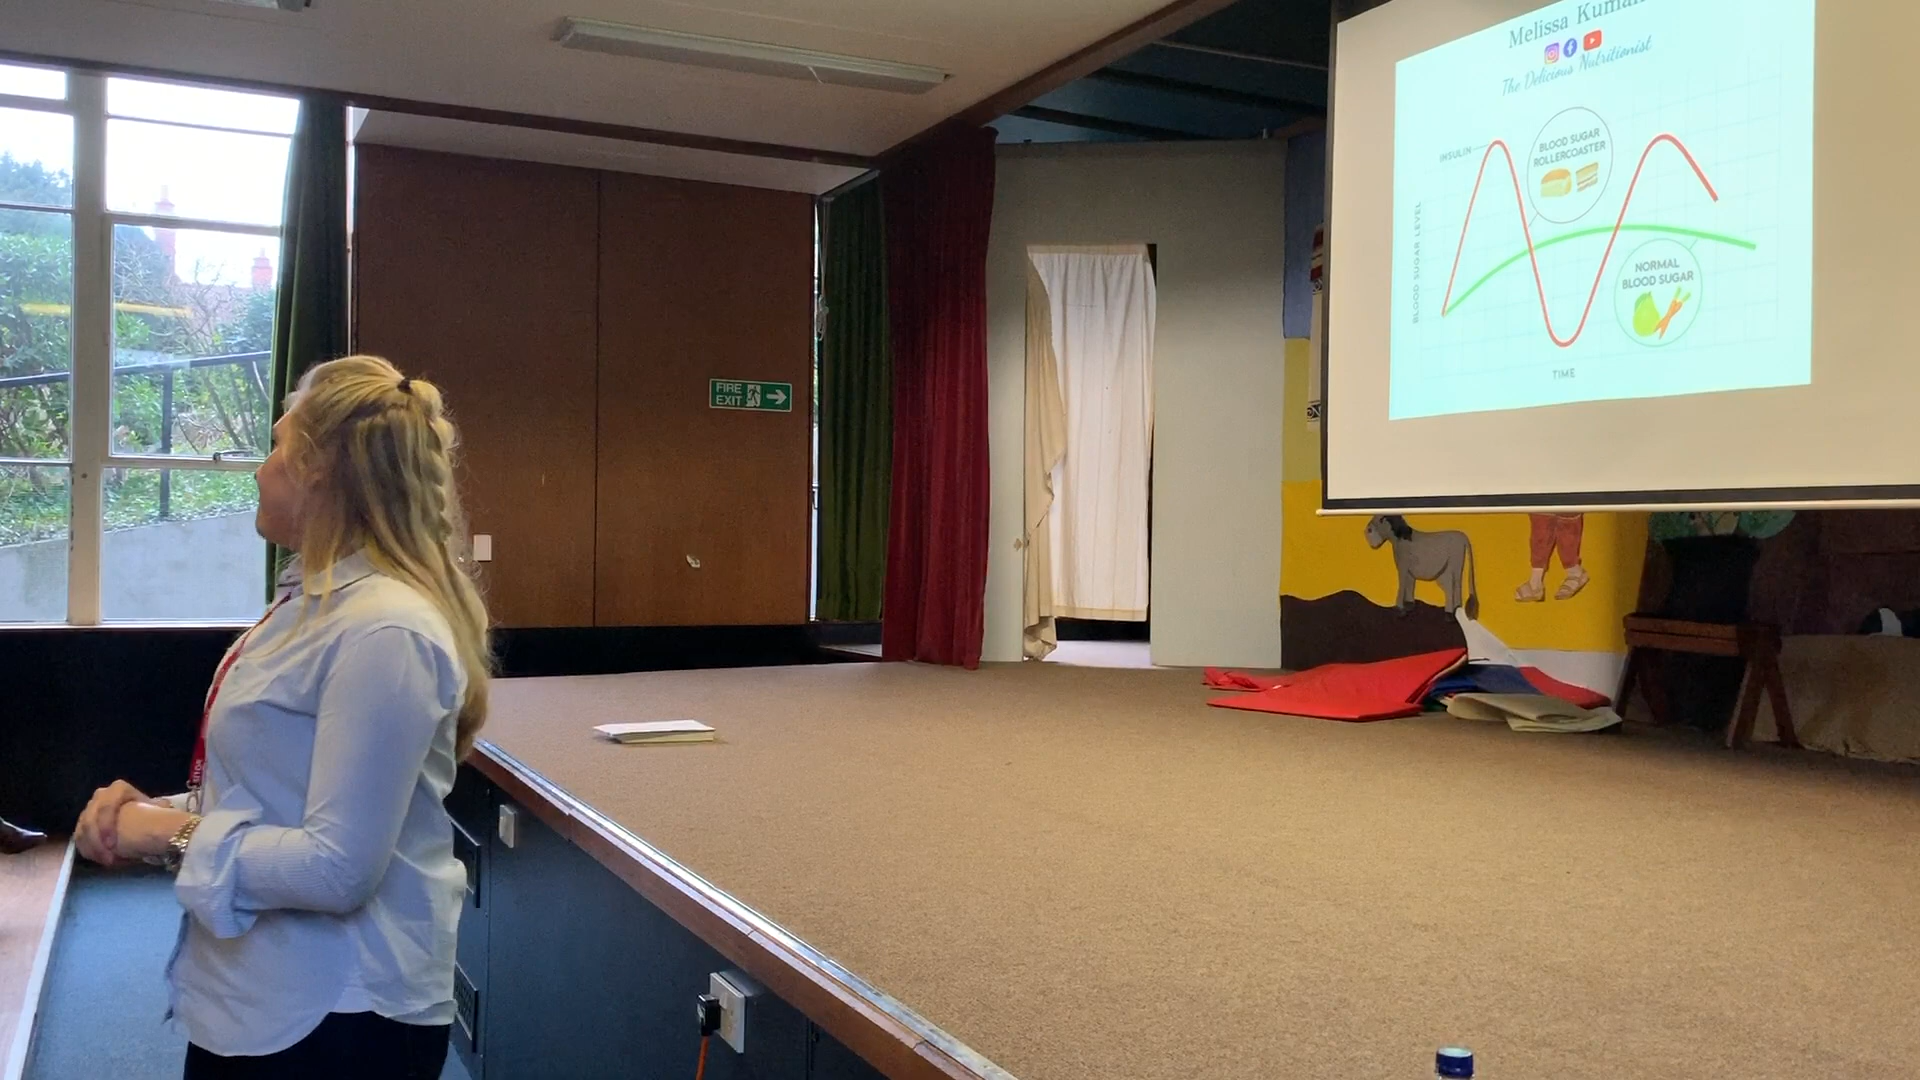 Melissa Kuman
The Delicious Nutritionist
INSULIN
BLOOD SUGAR
ROLLERCOASTER
BLOOD SUGAR LEVEL
NORMAL
BLOOD SUGAR
TIME
FIRE
EXIT